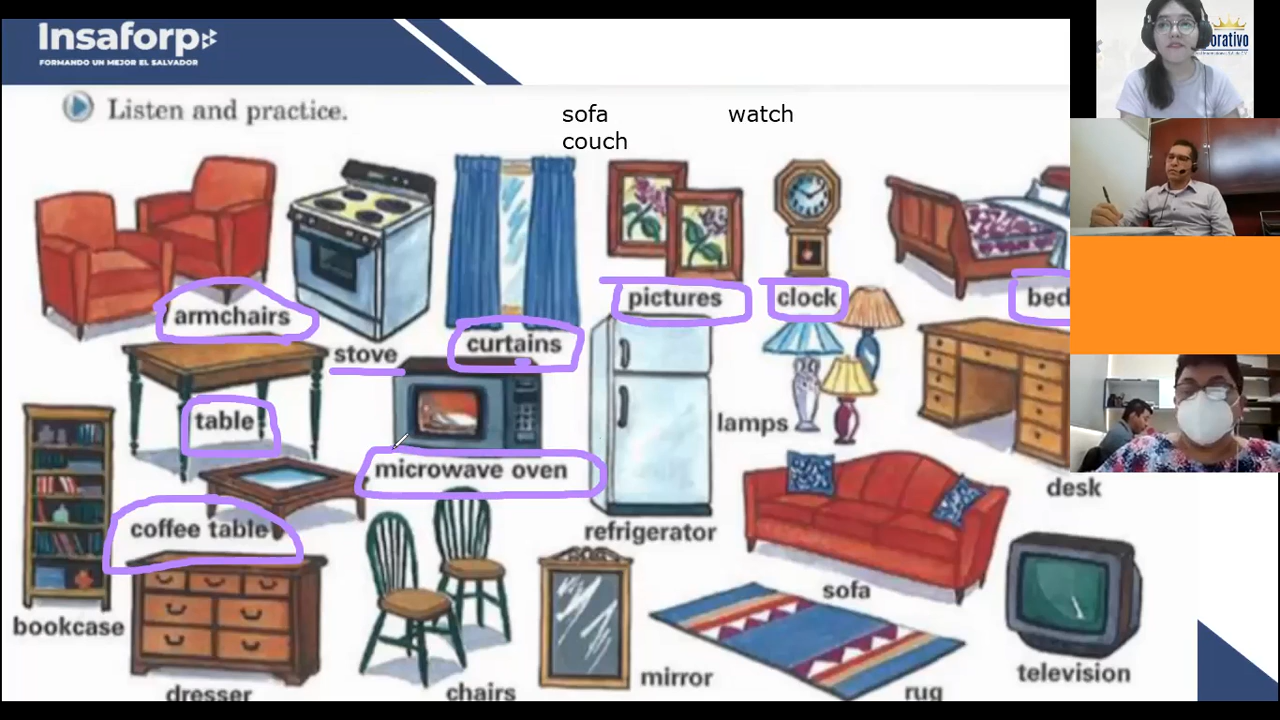 Insaforp
FORMANDO UN MEJOR EL SALVADOR
orativo
Listen and practice.
sofa
couch
watch
armchairs
stove
curtains
pictures
clock
bed
table
microwave oven
lamps
desk
coffee table
refrigerator
sofa
bookcase
television
mirror
dresser
chairs
rug